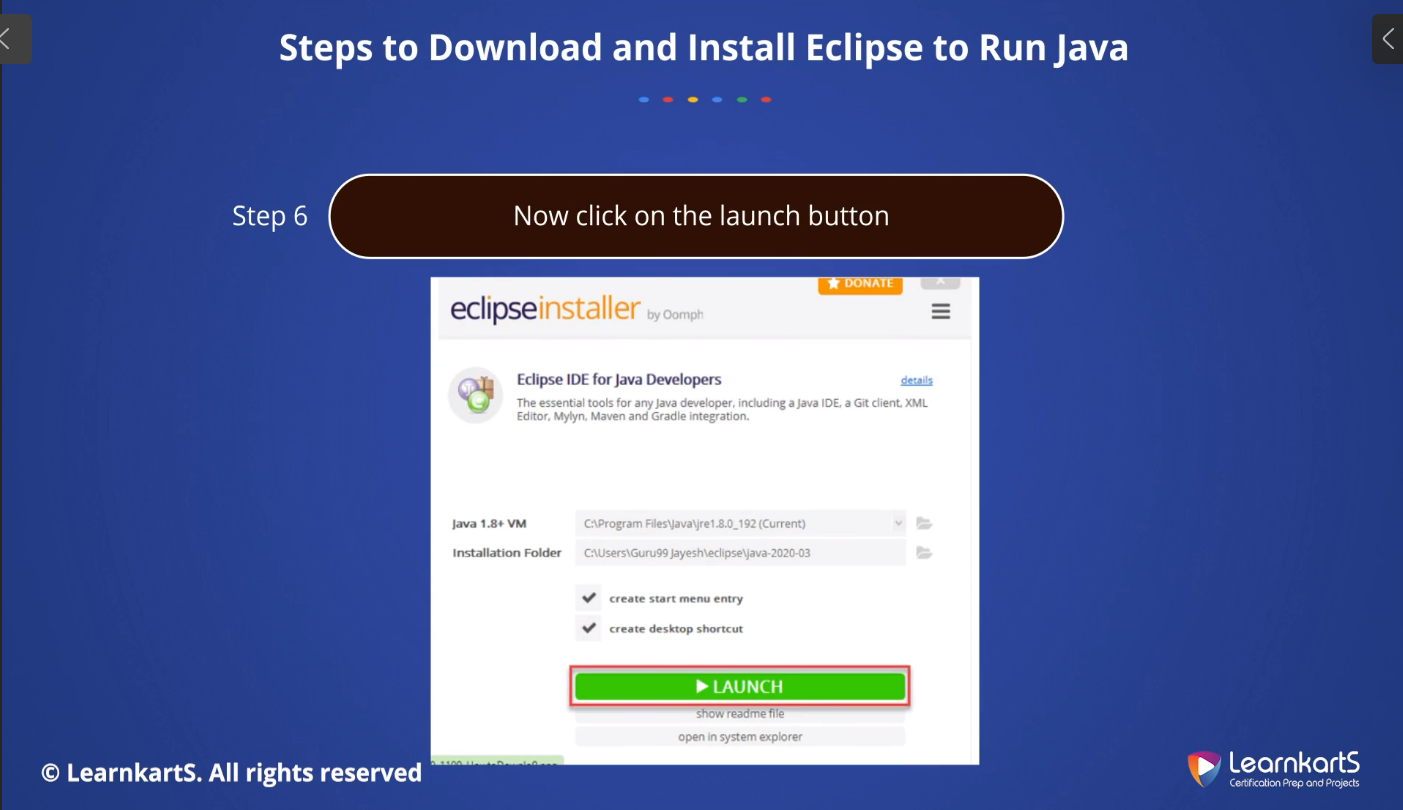 Steps to Download and Install Eclipse to Run Java
Step 6
Now click on the launch button
DONATE
eclipseinstaller by Oomph
Eclipse IDE for Java Developers
details
The essential tools for any Java developer, including a Java IDE, a Git client, XML
Editor, Mylyn, Maven and Gradle integration.
Java 1.8+ VM
C:\Program Files\Java\jre1.8.0_192 (Current)
Installation Folder
C:\Users\Guru99 Jayesh\eclipse\java-2020-03
create start menu entry
create desktop shortcut
LAUNCH
show readme file
open in system explorer
© LearnkartS. All rights reserved
LearnkartS
Certification Prep and Projects